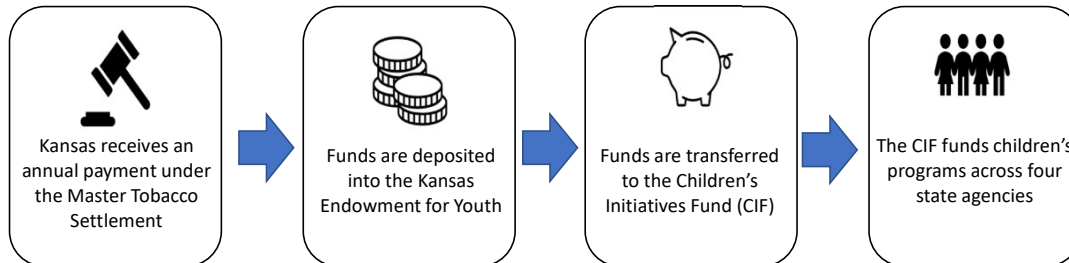 Kansas receives an
annual payment under
the Master Tobacco
Settlement
Funds are deposited
into the Kansas
Endowment for Youth
Funds are transferred
to the Children's
Initiatives Fund (CIF)
The CIF funds children's
programs across four
state agencies